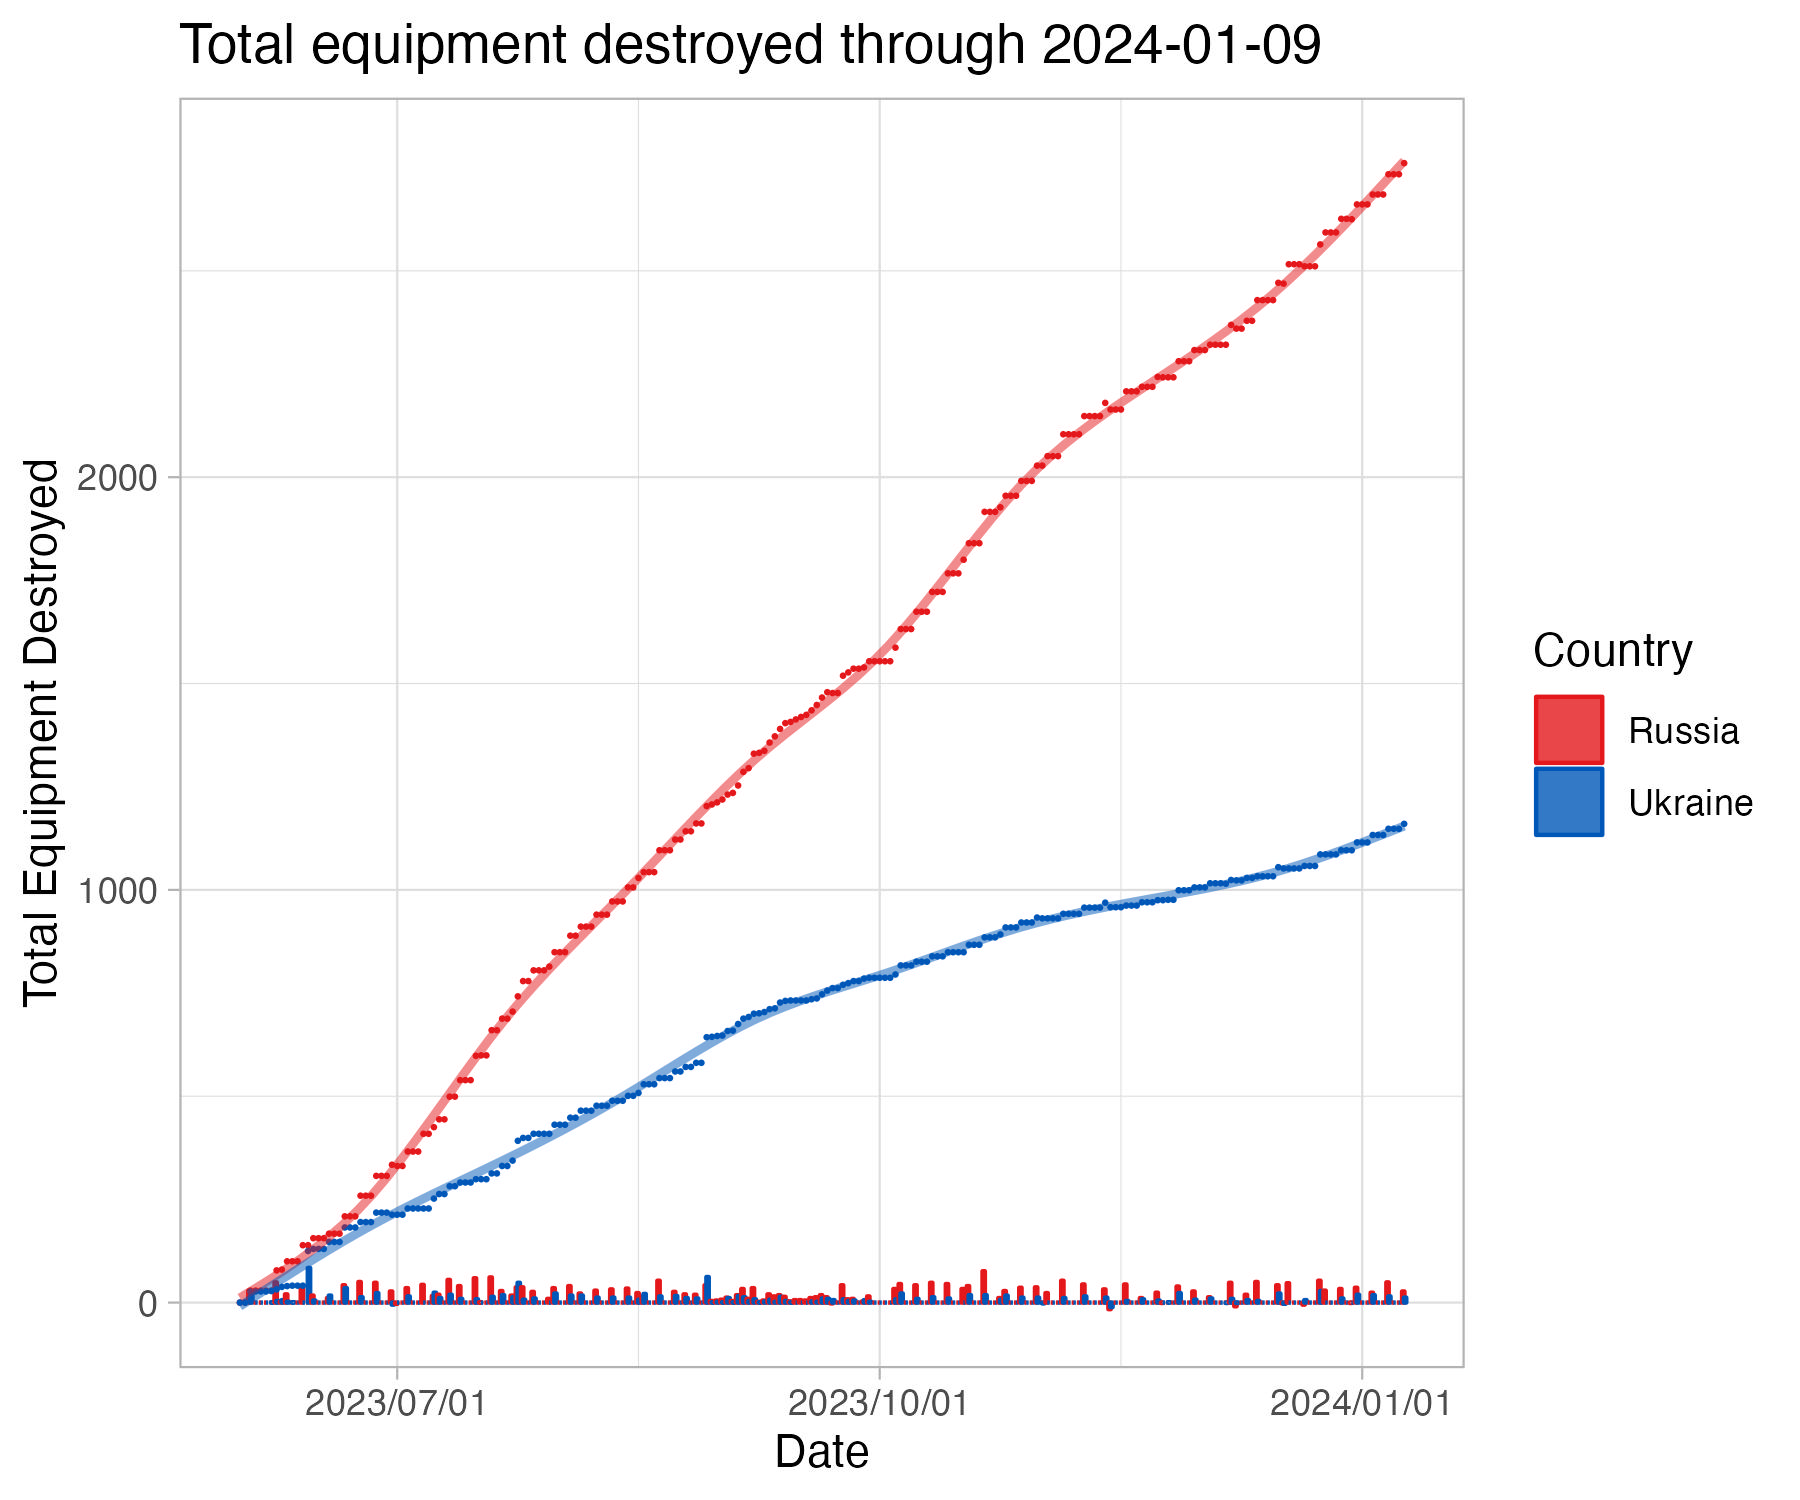 Total equipment destroyed through 2024-01-09
Total Equipment Destroyed
2000
1000
0
2023/07/01
2023/10/01
2024/01/01
Date
Country
Russia
Ukraine